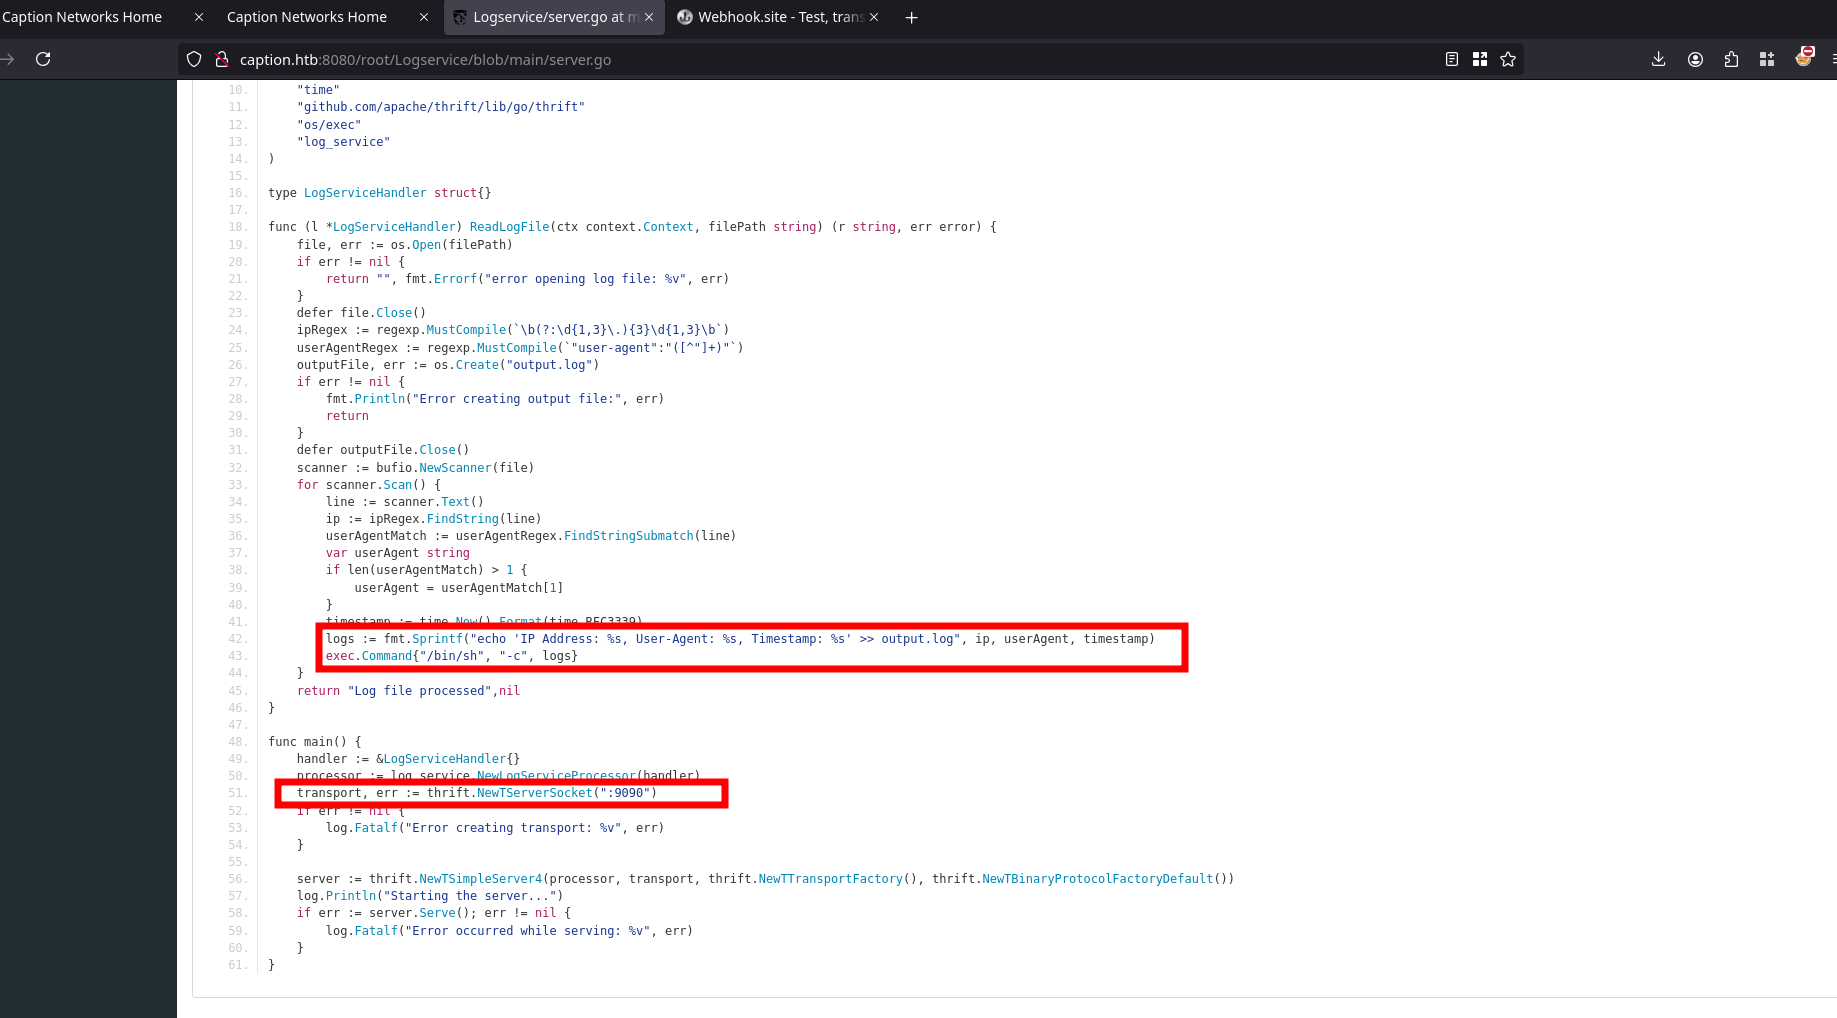 Caption Networks Home
Caption Networks Home
Logservice/server.go at m
Webhook.site - Test, trans
caption.htb:8080/root/Logservice/blob/main/server.go
10. "time"
11. "github.com/apache/thrift/lib/go/thrift"
12. "os/exec"
13. "log_service"
14. )
15.
16. type LogServiceHandler struct{}
17.
18. func (l *LogServiceHandler) ReadLogFile(ctx context.Context, filePath string) (r string, err error) {
19. file, err := os.Open(filePath)
20. if err != nil {
21. return "", fmt.Errorf("error opening log file: %v", err)
22. }
23. defer file.Close()
24. ipRegex := regexp.MustCompile(`\b(?:\d{1,3}\.){3}\d{1,3}\b`)
25. userAgentRegex := regexp.MustCompile(`"user-agent":"([^"]+)"`)
26. outputFile, err := os.Create("output.log")
27. if err != nil {
28. fmt.Println("Error creating output file:", err)
29. return
30. }
31. defer outputFile.Close()
32. scanner := bufio.NewScanner(file)
33. for scanner.Scan() {
34. line := scanner.Text()
35. ip := ipRegex.FindString(line)
36. userAgentMatch := userAgentRegex.FindStringSubmatch(line)
37. var userAgent string
38. if len(userAgentMatch) > 1 {
39. userAgent = userAgentMatch[1]
40. }
41. timestamp := time.Now().Format(time.RFC3339)
42. logs := fmt.Sprintf("echo 'IP Address: %s, User-Agent: %s, Timestamp: %s' >> output.log", ip, userAgent, timestamp)
43. exec.Command{"/bin/sh", "-c", logs}
44. }
45. return "Log file processed",nil
46. }
47.
48. func main() {
49. handler := &LogServiceHandler{}
50. processor := log_service.NewLogServiceProcessor(handler)
51. transport, err := thrift.NewTServerSocket(":9090")
52. if err != nil {
53. log.Fatalf("Error creating transport: %v", err)
54. }
55.
56. server := thrift.NewTSimpleServer4(processor, transport, thrift.NewTTransportFactory(), thrift.NewTBinaryProtocolFactoryDefault())
57. log.Println("Starting the server...")
58. if err := server.Serve(); err != nil {
59. log.Fatalf("Error occurred while serving: %v", err)
60. }
61. }